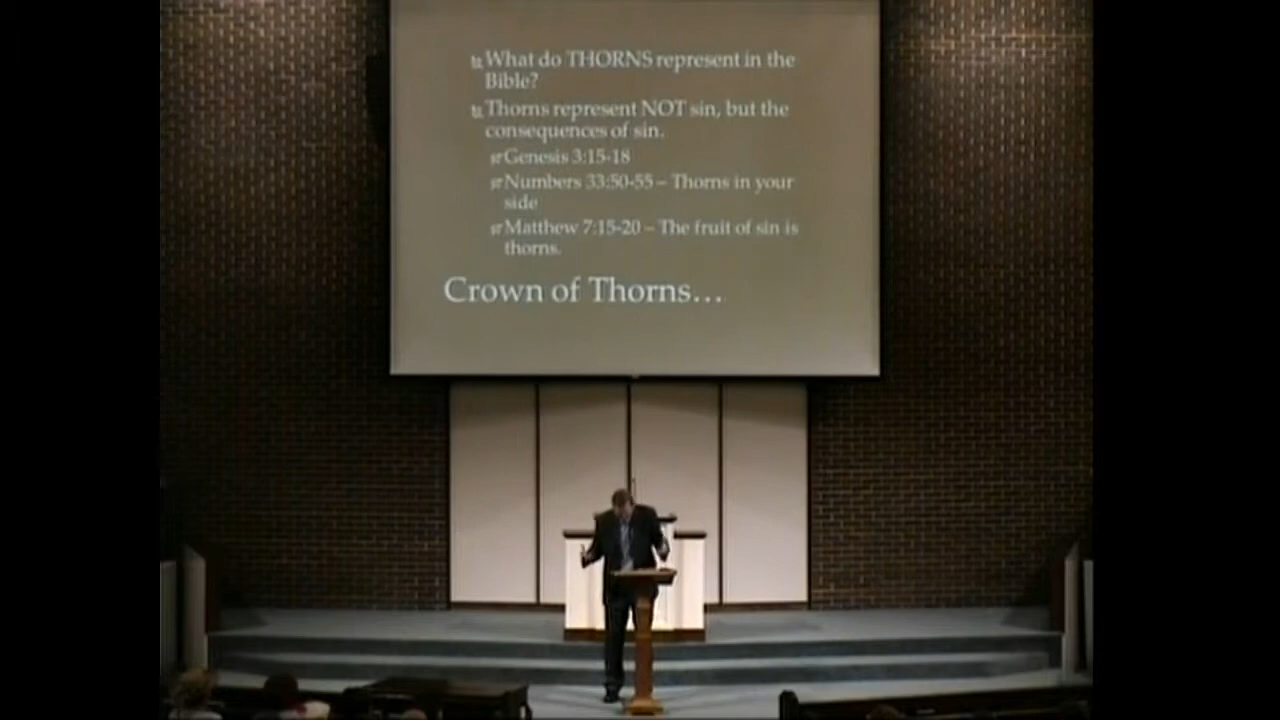 What do THORNS represent in the
Bible?
Thorns represent NOT sin, but the
consequences of sin.
Genesis 3:15-18
Numbers 33:50-55 – Thorns in your
side
Matthew 7:15-20 – The fruit of sin is
thorns.
Crown of Thorns…